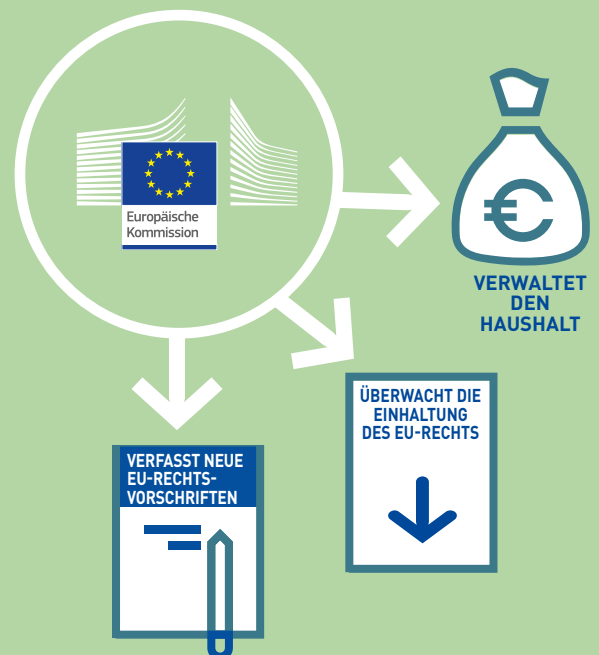 Europäische
Kommission
€
VERWALTET
DEN
HAUSHALT
ÜBERWACHT DIE
EINHALTUNG
DES EU-RECHTS
VERFASST NEUE
EU-RECHTS-
VORSCHRIFTEN